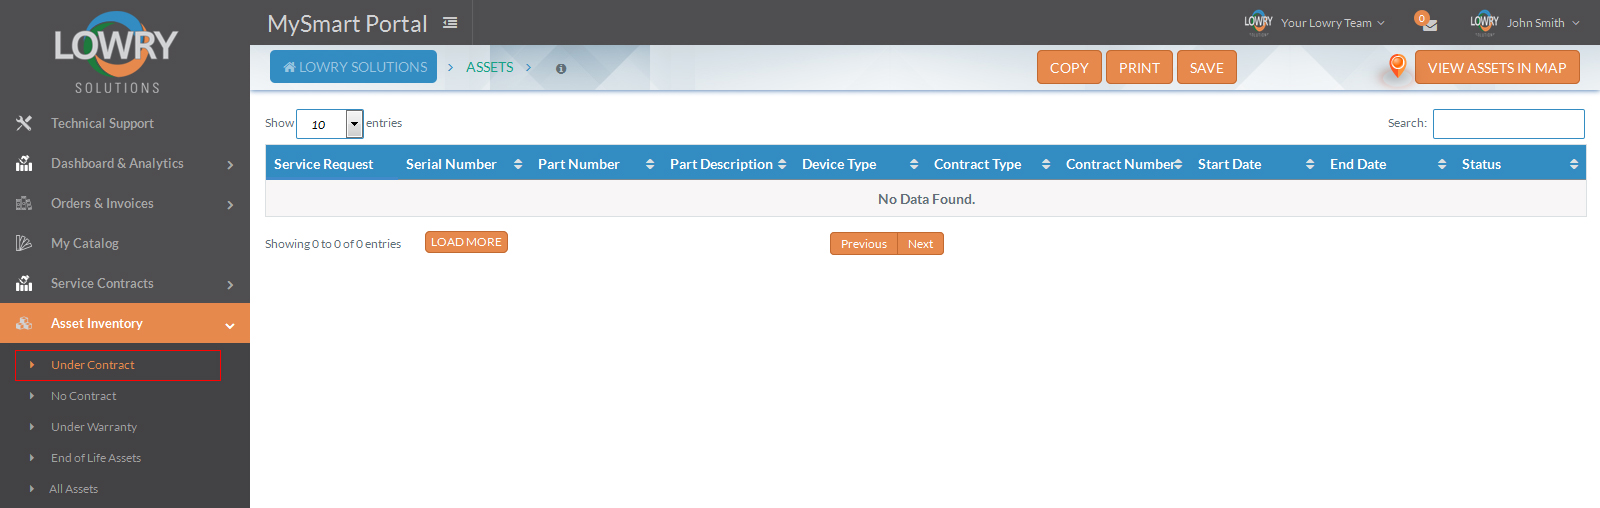 LOWRY
SOLUTIONS
MySmart Portal
Your Lowry Team
0
John Smith
LOWRY SOLUTIONS
ASSETS
COPY
PRINT
SAVE
VIEW ASSETS IN MAP
Technical Support
Dashboard & Analytics
Orders & Invoices
My Catalog
Service Contracts
Asset Inventory
Under Contract
No Contract
Under Warranty
End of Life Assets
All Assets
Show 10 entries
Search:
Service Request Serial Number Part Number Part Description Device Type Contract Type Contract Number Start Date End Date Status
No Data Found.
Showing 0 to 0 of 0 entries
LOAD MORE
Previous Next